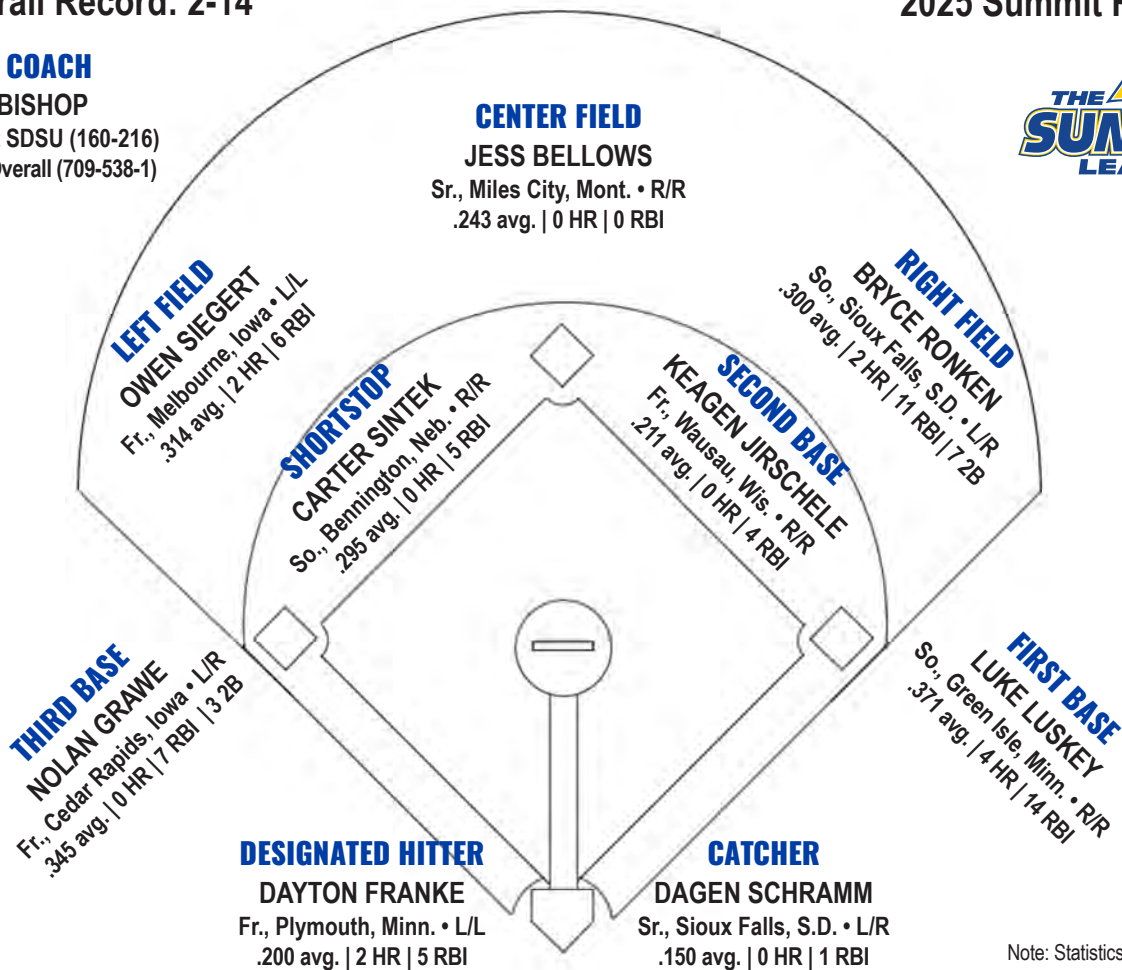 rall Record: 2-14
2025 Summit
COACH
BISHOP
SDSU (160-216)
Overall (709-538-1)
THE
SUM
LEA
CENTER FIELD
JESS BELLOWS
Sr., Miles City, Mont. • R/R
.243 avg. | 0 HR | 0 RBI
LEFT FIELD
OWEN SIEGERT
Fr., Melbourne, Iowa • L/L
.314 avg. | 2 HR | 6 RBI
RIGHT FIELD
BRYCE RONKEN
So., Sioux Falls, S.D. • L/R
.300 avg. | 2 HR | 11 RBI | 7 2B
SHORTSTOP
CARTER SINTEK
So., Bennington, Neb. • R/R
.295 avg. | 0 HR | 5 RBI
SECOND BASE
KEAGEN JIRSCHELE
Fr., Wausau, Wis. • R/R
.211 avg. | 0 HR | 4 RBI
THIRD BASE
NOLAN GRAWE
Fr., Cedar Rapids, Iowa • L/R
.345 avg. | 0 HR | 7 RBI | 3 2B
FIRST BASE
LUKE LUSKEY
So., Green Isle, Minn. • R/R
.371 avg. | 4 HR | 14 RBI
DESIGNATED HITTER
DAYTON FRANKE
Fr., Plymouth, Minn. • L/L
.200 avg. | 2 HR | 5 RBI
CATCHER
DAGEN SCHRAMM
Sr., Sioux Falls, S.D. • L/R
.150 avg. | 0 HR | 1 RBI
Note: Statistics